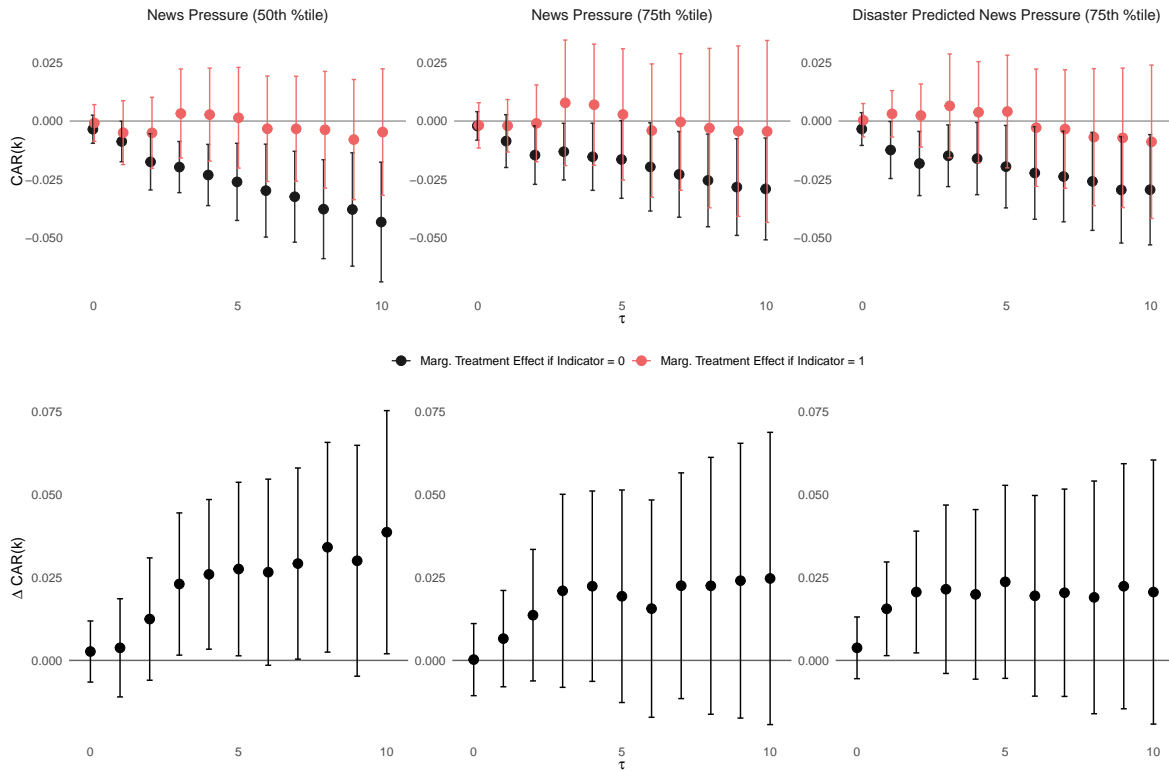 News Pressure (50th %tile) News Pressure (75th %tile) Disaster Predicted News Pressure (75th %tile)
CAR(k)
0.025 0.025 0.025
0.000 0.000 0.000
−0.025 −0.025 −0.025
−0.050 −0.050 −0.050
0 5 10 0 5 10 0 5 10
τ
Marg. Treatment Effect if Indicator = 0 Marg. Treatment Effect if Indicator = 1
Δ CAR(k)
0.075 0.075 0.075
0.050 0.050 0.050
0.025 0.025 0.025
0.000 0.000 0.000
0 5 10 0 5 10 0 5 10
τ